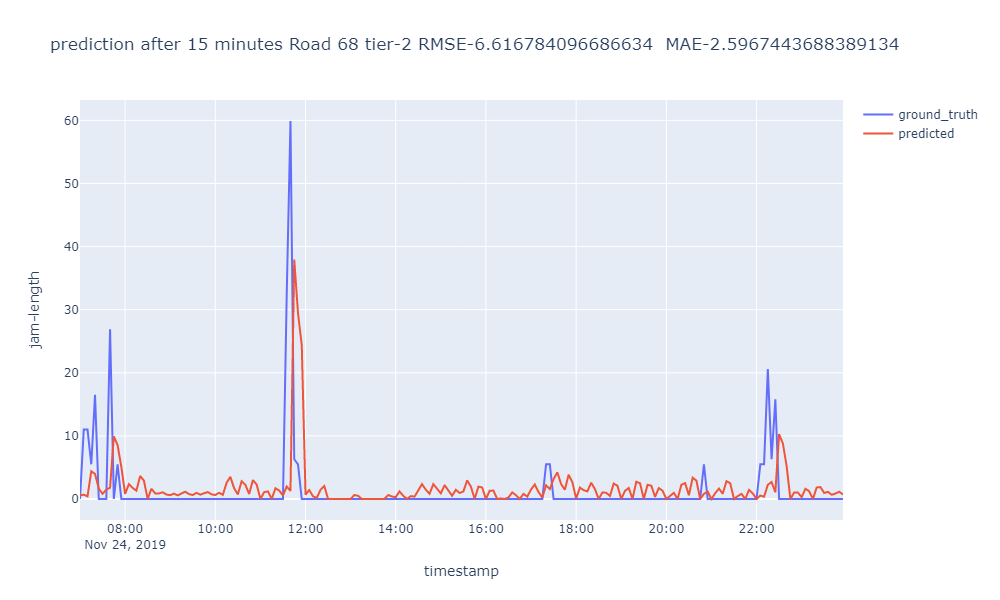 prediction after 15 minutes Road 68 tier-2 RMSE-6.616784096686634  MAE-2.5967443688389134
ground_truth
predicted
60
50
40
30
20
10
0
jam-length
08:00 10:00 12:00 14:00 16:00 18:00 20:00 22:00
Nov 24, 2019
timestamp